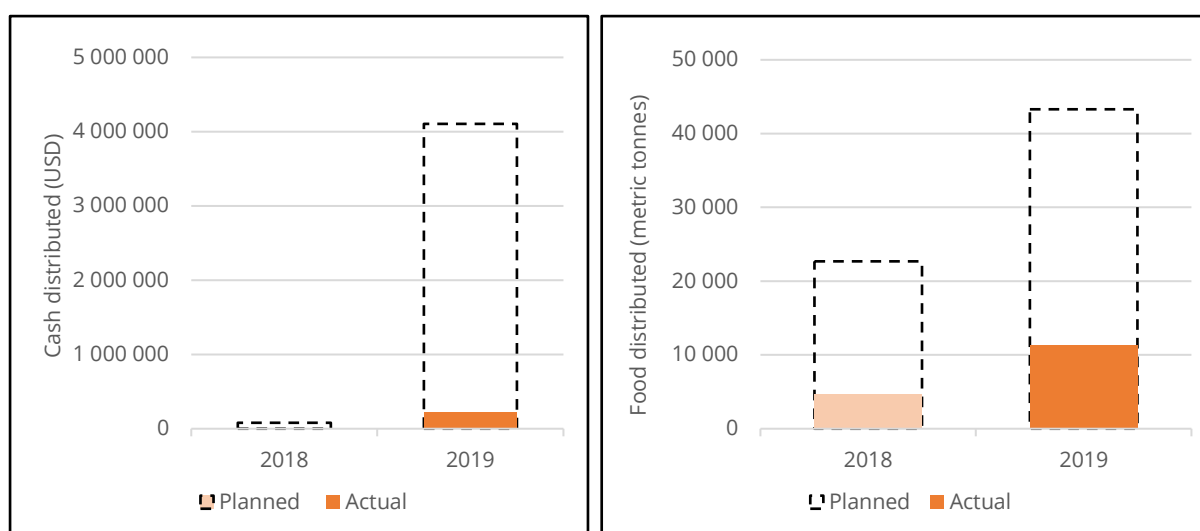 Cash distributed (USD)
5 000 000
4 000 000
3 000 000
2 000 000
1 000 000
0
2018 2019
Planned Actual
Food distributed (metric tonnes)
50 000
40 000
30 000
20 000
10 000
0
2018 2019
Planned Actual